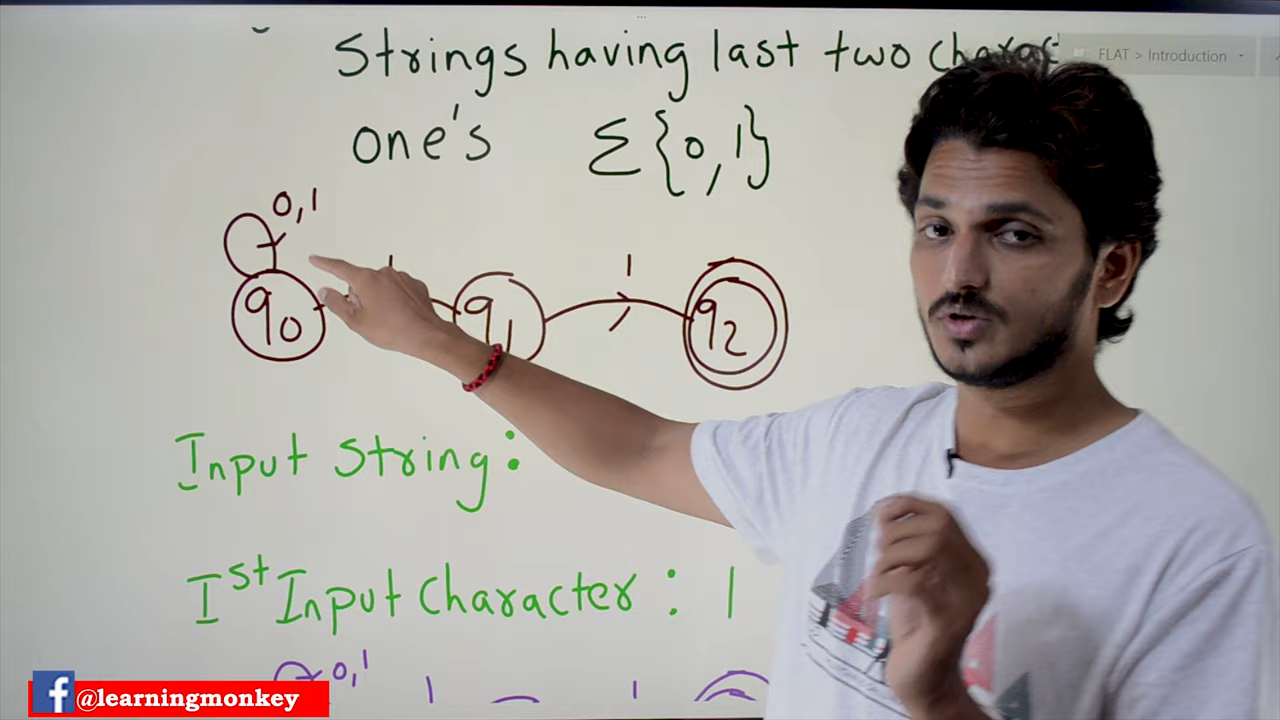 Strings having last two charac
FLAT > Introduction
one's Σ{0,1}
0,1
1
1
q0 q1 q2
Input String:
Ist Input Character: 1
0,1
1 1
@learningmonkey